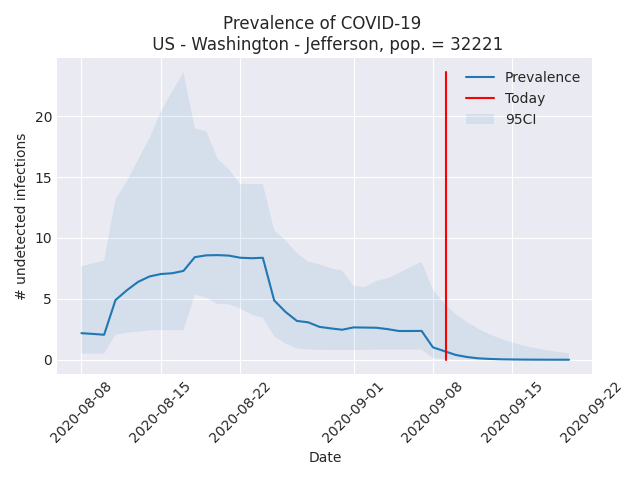 Prevalence of COVID-19
US - Washington - Jefferson, pop. = 32221
Prevalence
Today
95CI
# undetected infections
20
15
10
5
0
2020-08-08
2020-08-15
2020-08-22
2020-09-01
2020-09-08
2020-09-15
2020-09-22
Date